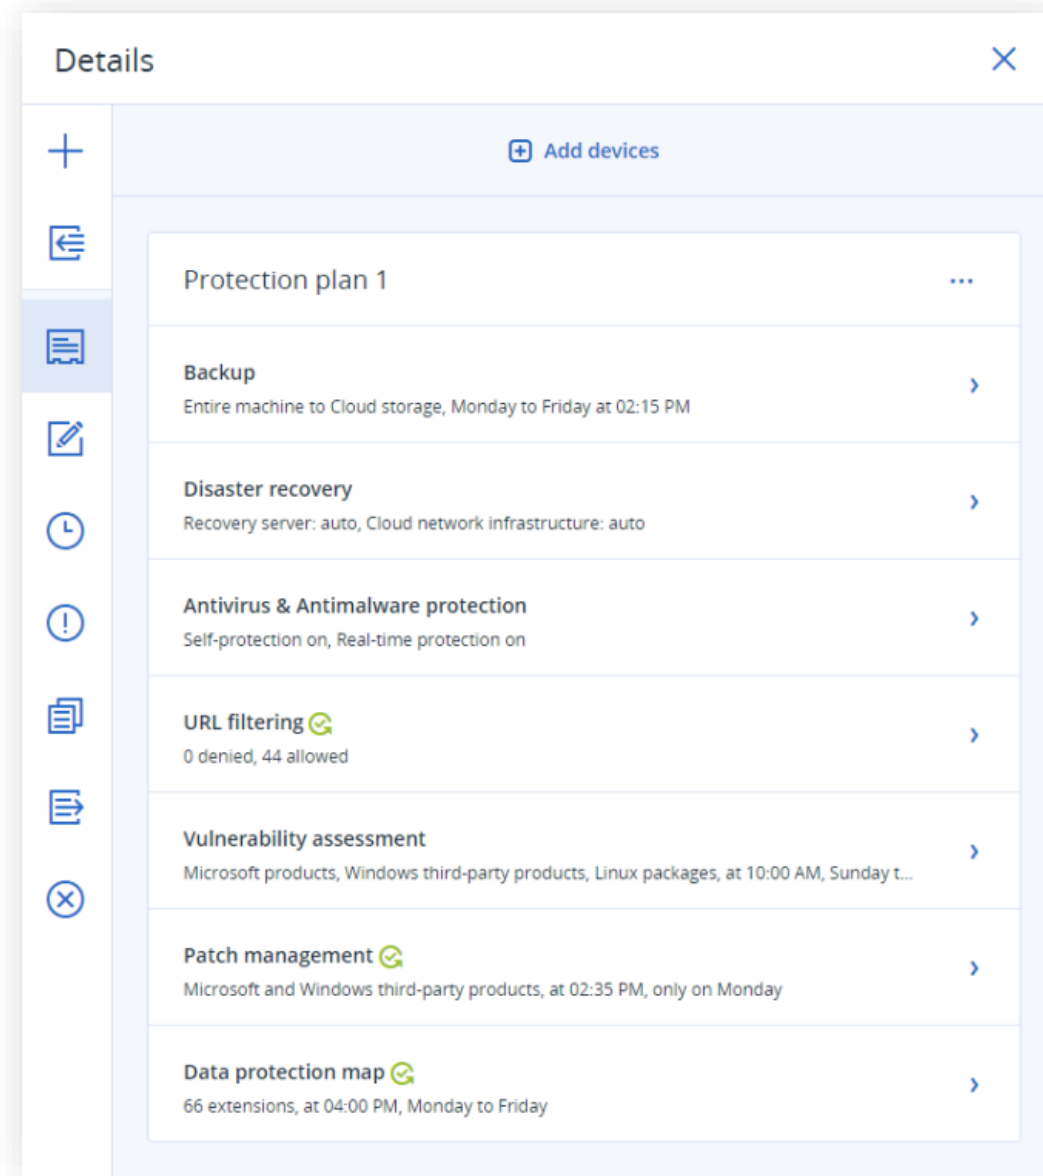 Details
Add devices
Protection plan 1
Backup
Entire machine to Cloud storage, Monday to Friday at 02:15 PM
Disaster recovery
Recovery server: auto, Cloud network infrastructure: auto
Antivirus & Antimalware protection
Self-protection on, Real-time protection on
URL filtering
0 denied, 44 allowed
Vulnerability assessment
Microsoft products, Windows third-party products, Linux packages, at 10:00 AM, Sunday t...
Patch management
Microsoft and Windows third-party products, at 02:35 PM, only on Monday
Data protection map
66 extensions, at 04:00 PM, Monday to Friday